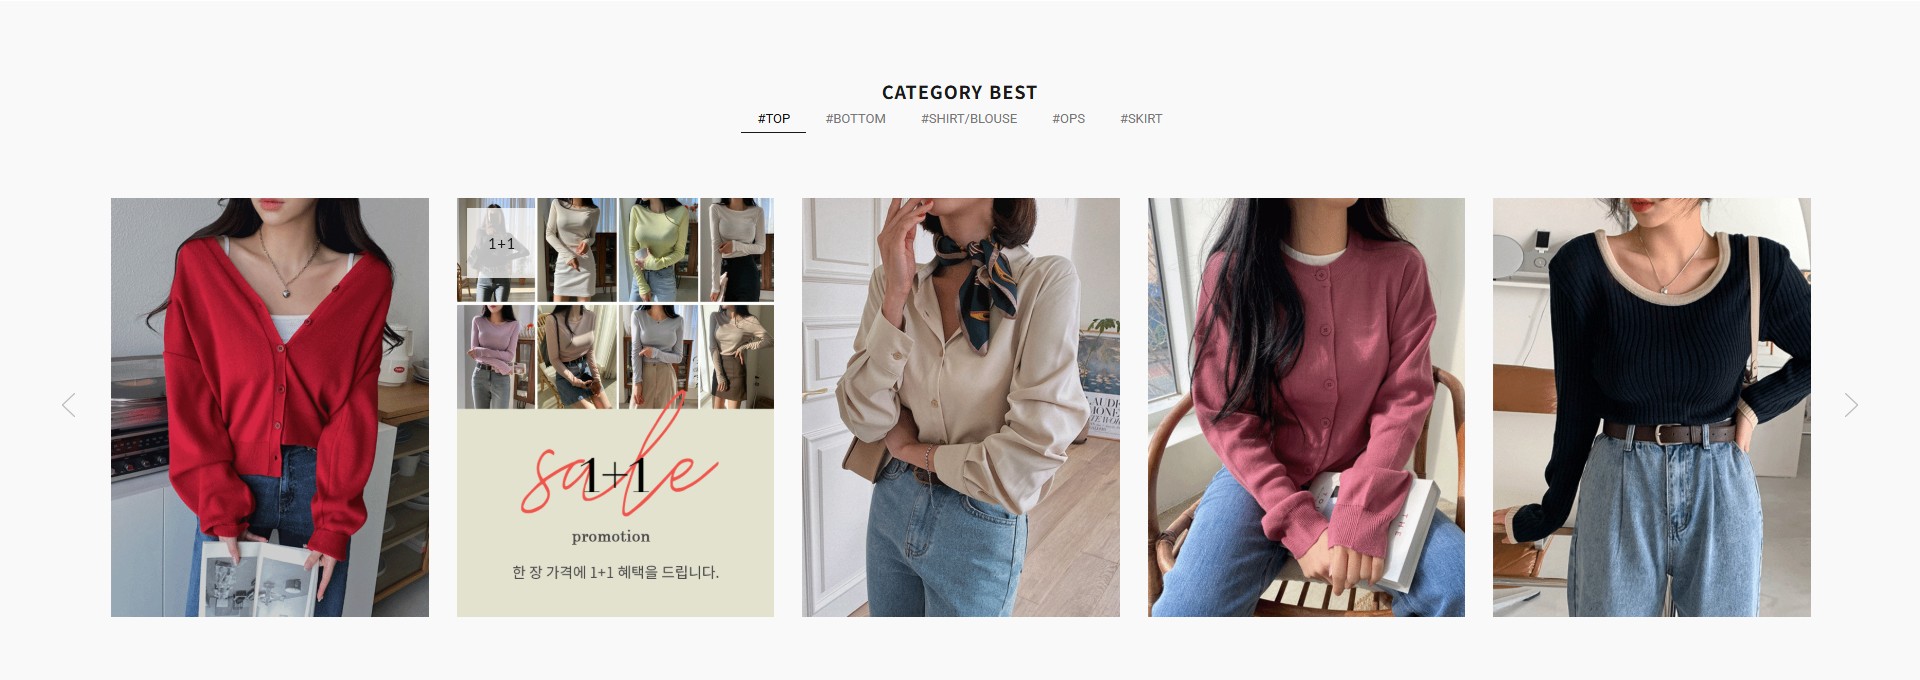 CATEGORY BEST
#TOP #BOTTOM #SHIRT/BLOUSE #OPS #SKIRT
1+1
sale
1+1
promotion
한 장 가격에 1+1 혜택을 드립니다.